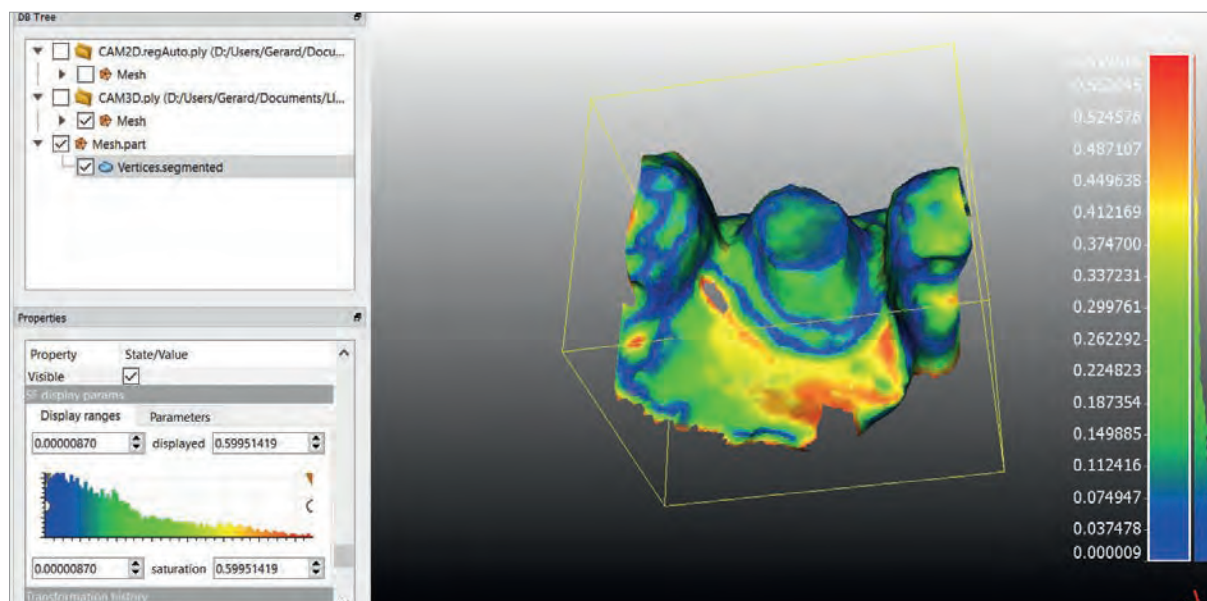 DB Tree
CAM2D.regAuto.ply (D:/Users/Gerard/Docu...
Mesh
CAM3D.ply (D:/Users/Gerard/Documents/LI...
Mesh
Mesh.part
Vertices.segmented
Properties
Property State/Value
Visible
SF display params
Display ranges Parameters
0.00000870 displayed 0.59951419
0.00000870 saturation 0.59951419
Transformation history
0.524576
0.487107
0.449638
0.412169
0.374700
0.337231
0.299761
0.262292
0.224823
0.187354
0.149885
0.112416
0.074947
0.037478
0.000009